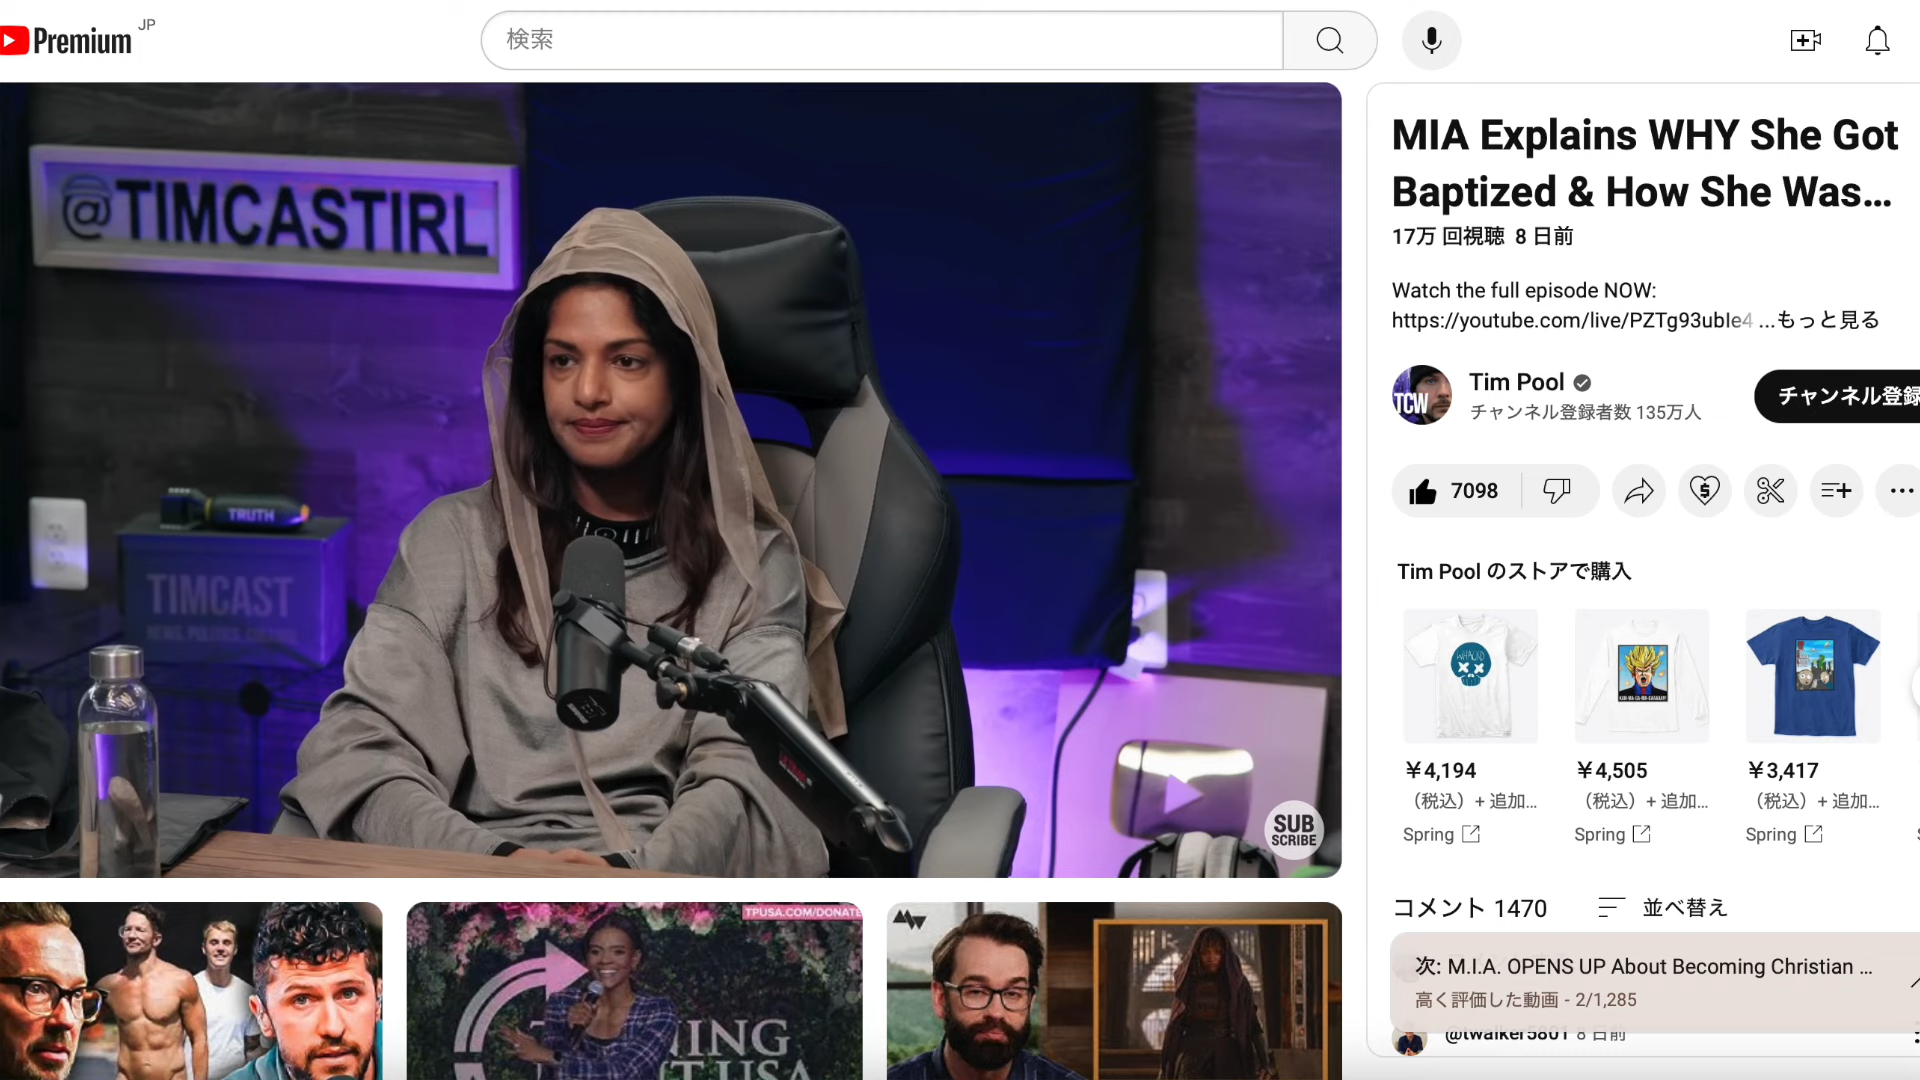 Premium JP
検索
@TIMCASTIRL
TRUTH
TIMCAST
SUB
SCRIBE
MIA Explains WHY She Got
Baptized & How She Was...
17万 回視聴 8 日前
Watch the full episode NOW:
https://youtube.com/live/PZTg93ubIe4 ...もっと見る
TCW
Tim Pool
チャンネル登録者数 135万人
チャンネル登録
7098
Tim Pool のストアで購入
￥4,194
（税込）+ 追加...
Spring
￥4,505
（税込）+ 追加...
Spring
￥3,417
（税込）+ 追加...
Spring
コメント 1470
並べ替え
次: M.I.A. OPENS UP About Becoming Christian ...
高く評価した動画 - 2/1,285
@twalker5801 8 日前
TPUSA.COM/DONATE